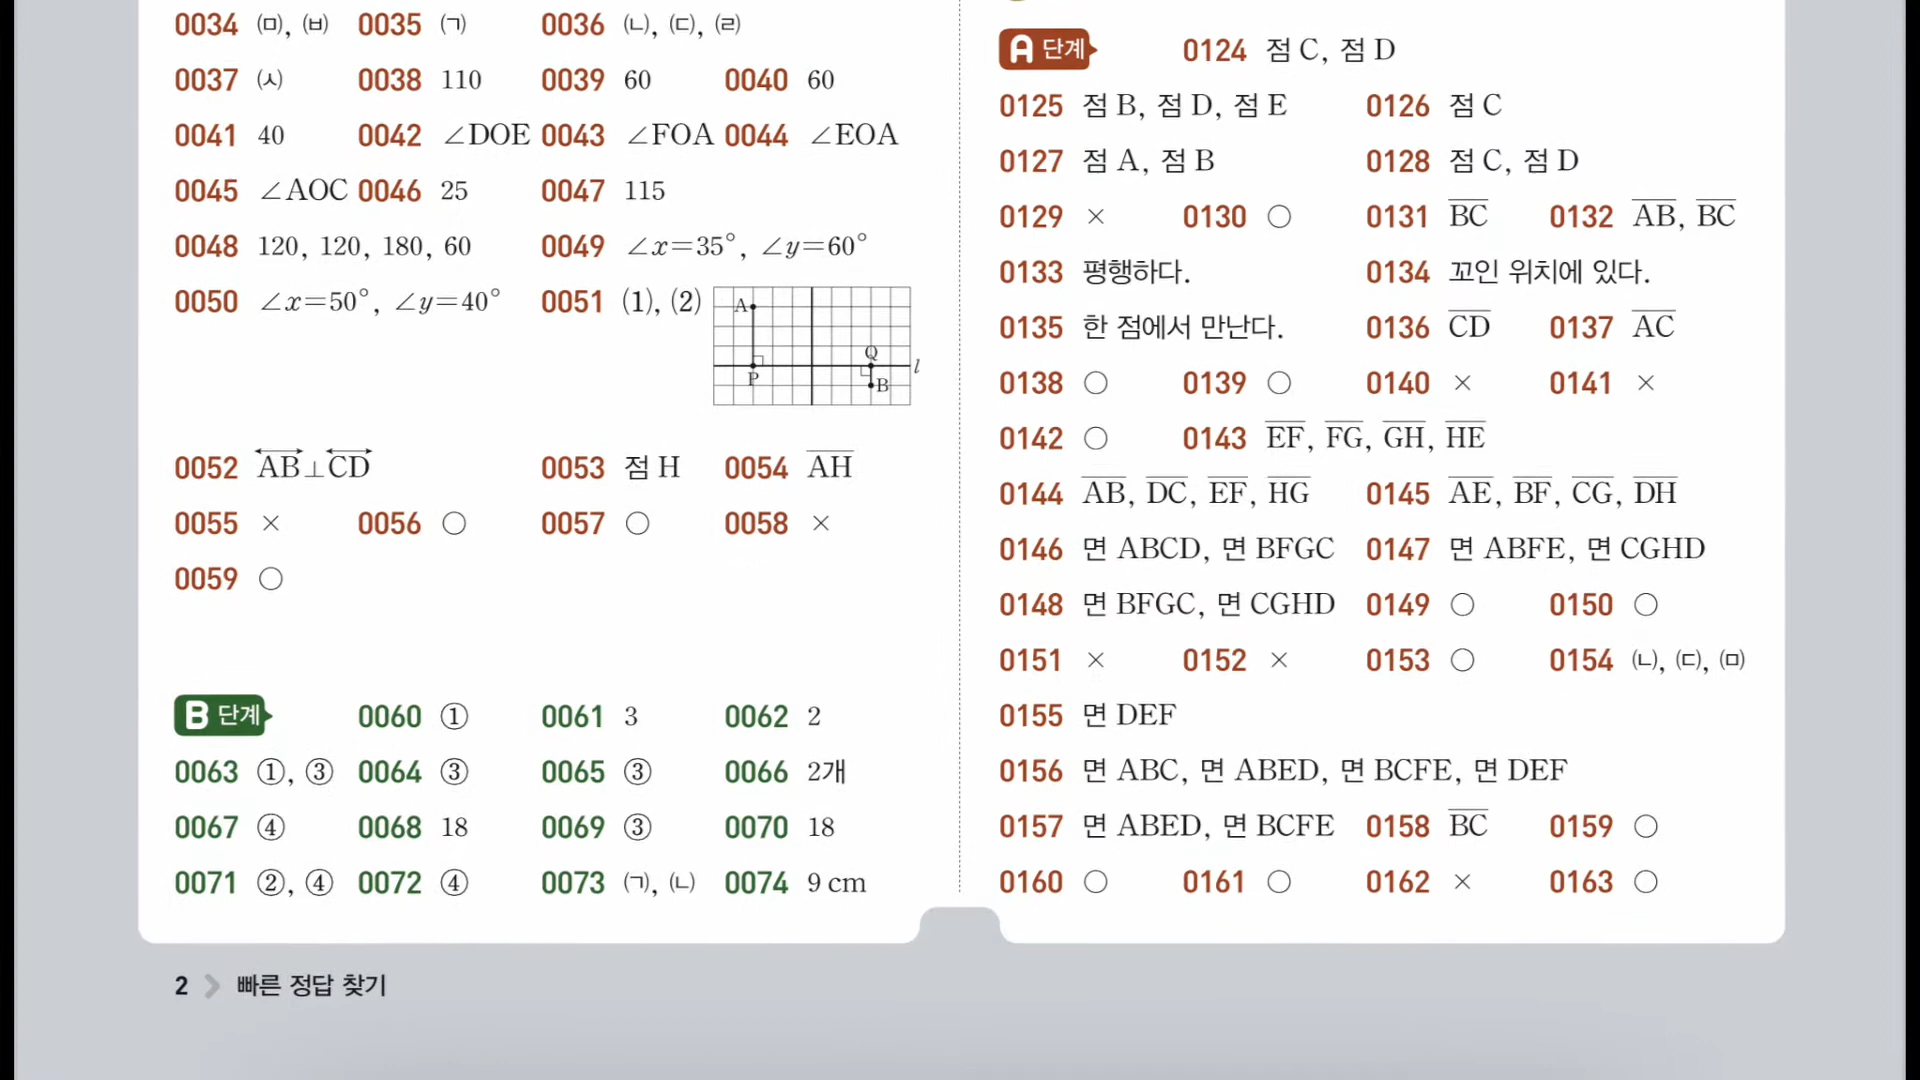 0034 ㈄, ㈅ 0035 ㈀ 0036 ㈁, ㈂, ㈃
0037 ㈆ 0038 110 0039 60 0040 60
0041 40 0042 ∠DOE 0043 ∠FOA 0044 ∠EOA
0045 ∠AOC 0046 25 0047 115
0048 120, 120, 180, 60 0049 ∠x=35°, ∠y=60°
0050 ∠x=50°, ∠y=40° 0051 (1), (2)
A
Q
l
P
B
0052 AB⊥CD 0053 점 H 0054 AH
0055 × 0056 ○ 0057 ○ 0058 ×
0059 ○
B 단계 0060 ① 0061 3 0062 2
0063 ①, ③ 0064 ③ 0065 ③ 0066 2개
0067 ④ 0068 18 0069 ③ 0070 18
0071 ②, ④ 0072 ④ 0073 ㈀, ㈁ 0074 9 cm
A 단계 0124 점 C, 점 D
0125 점 B, 점 D, 점 E 0126 점 C
0127 점 A, 점 B 0128 점 C, 점 D
0129 × 0130 ○ 0131 BC 0132 AB, BC
0133 평행하다. 0134 꼬인 위치에 있다.
0135 한 점에서 만난다. 0136 CD 0137 AC
0138 ○ 0139 ○ 0140 × 0141 ×
0142 ○ 0143 EF, FG, GH, HE
0144 AB, DC, EF, HG 0145 AE, BF, CG, DH
0146 면 ABCD, 면 BFGC 0147 면 ABFE, 면 CGHD
0148 면 BFGC, 면 CGHD 0149 ○ 0150 ○
0151 × 0152 × 0153 ○ 0154 ㈁, ㈂, ㈄
0155 면 DEF
0156 면 ABC, 면 ABED, 면 BCFE, 면 DEF
0157 면 ABED, 면 BCFE 0158 BC 0159 ○
0160 ○ 0161 ○ 0162 × 0163 ○
2 > 빠른 정답 찾기